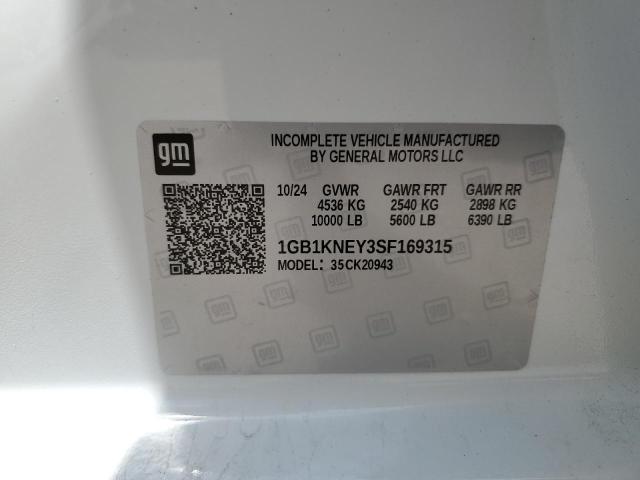 gm
INCOMPLETE VEHICLE MANUFACTURED
BY GENERAL MOTORS LLC
10/24 GVWR GAWR FRT GAWR RR
4536 KG 2540 KG 2898 KG
10000 LB 5600 LB 6390 LB
1GB1KNEY3SF169315
MODEL: 35CK20943